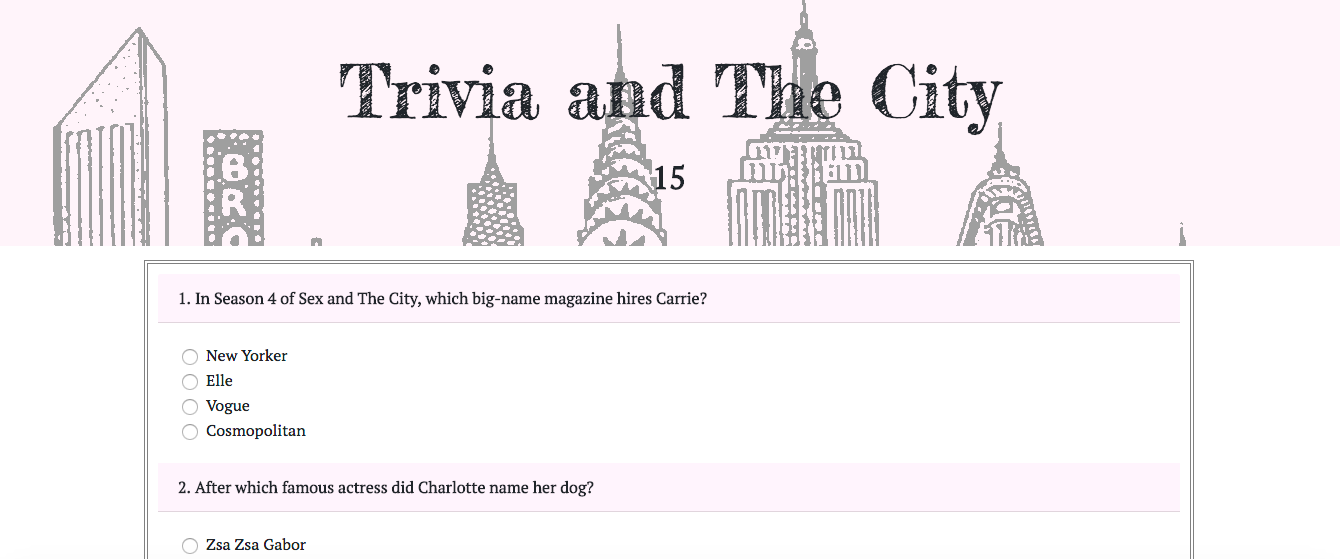 Trivia and The City
BRO
15
1. In Season 4 of Sex and The City, which big-name magazine hires Carrie?
New Yorker
Elle
Vogue
Cosmopolitan
2. After which famous actress did Charlotte name her dog?
Zsa Zsa Gabor